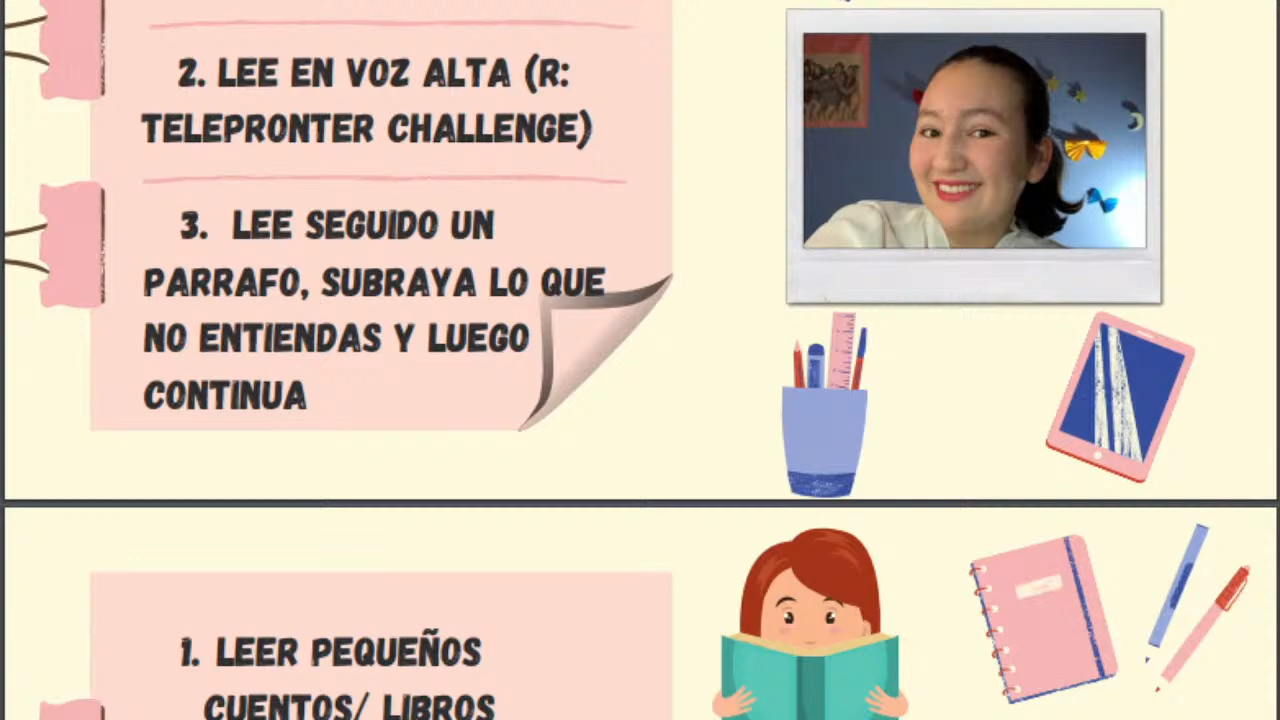 2. LEE EN VOZ ALTA (R:
TELEPRONTER CHALLENGE)
3. LEE SEGUIDO UN
PARRAFO, SUBRAYA LO QUE
NO ENTIENDAS Y LUEGO
CONTINUA
1. LEER PEQUEÑOS
CUENTOS/ LIBROS